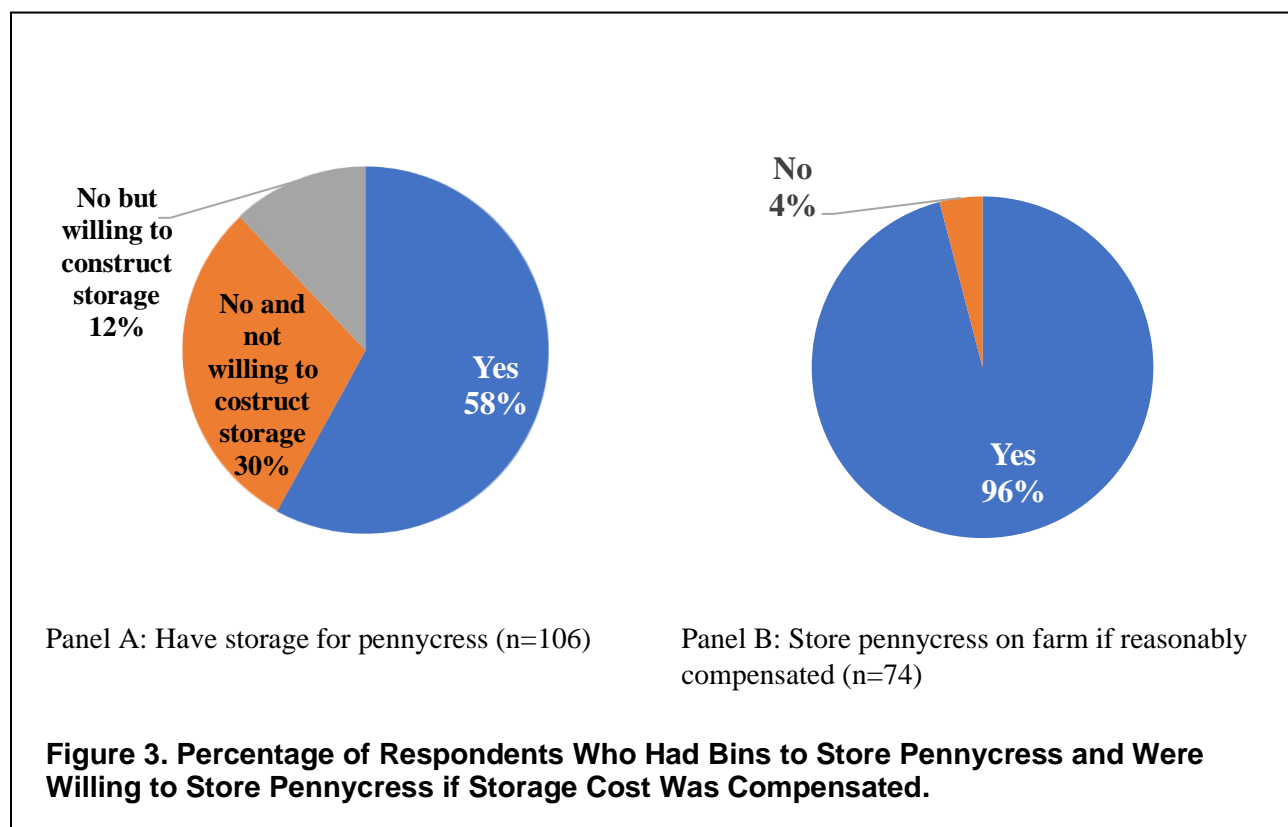 No but
willing to
construct
storage
12%
No and
not
willing to
costruct
storage
30%
Yes
58%
No
4%
Yes
96%
Panel A: Have storage for pennycress (n=106)
Panel B: Store pennycress on farm if reasonably
compensated (n=74)
Figure 3. Percentage of Respondents Who Had Bins to Store Pennycress and Were
Willing to Store Pennycress if Storage Cost Was Compensated.